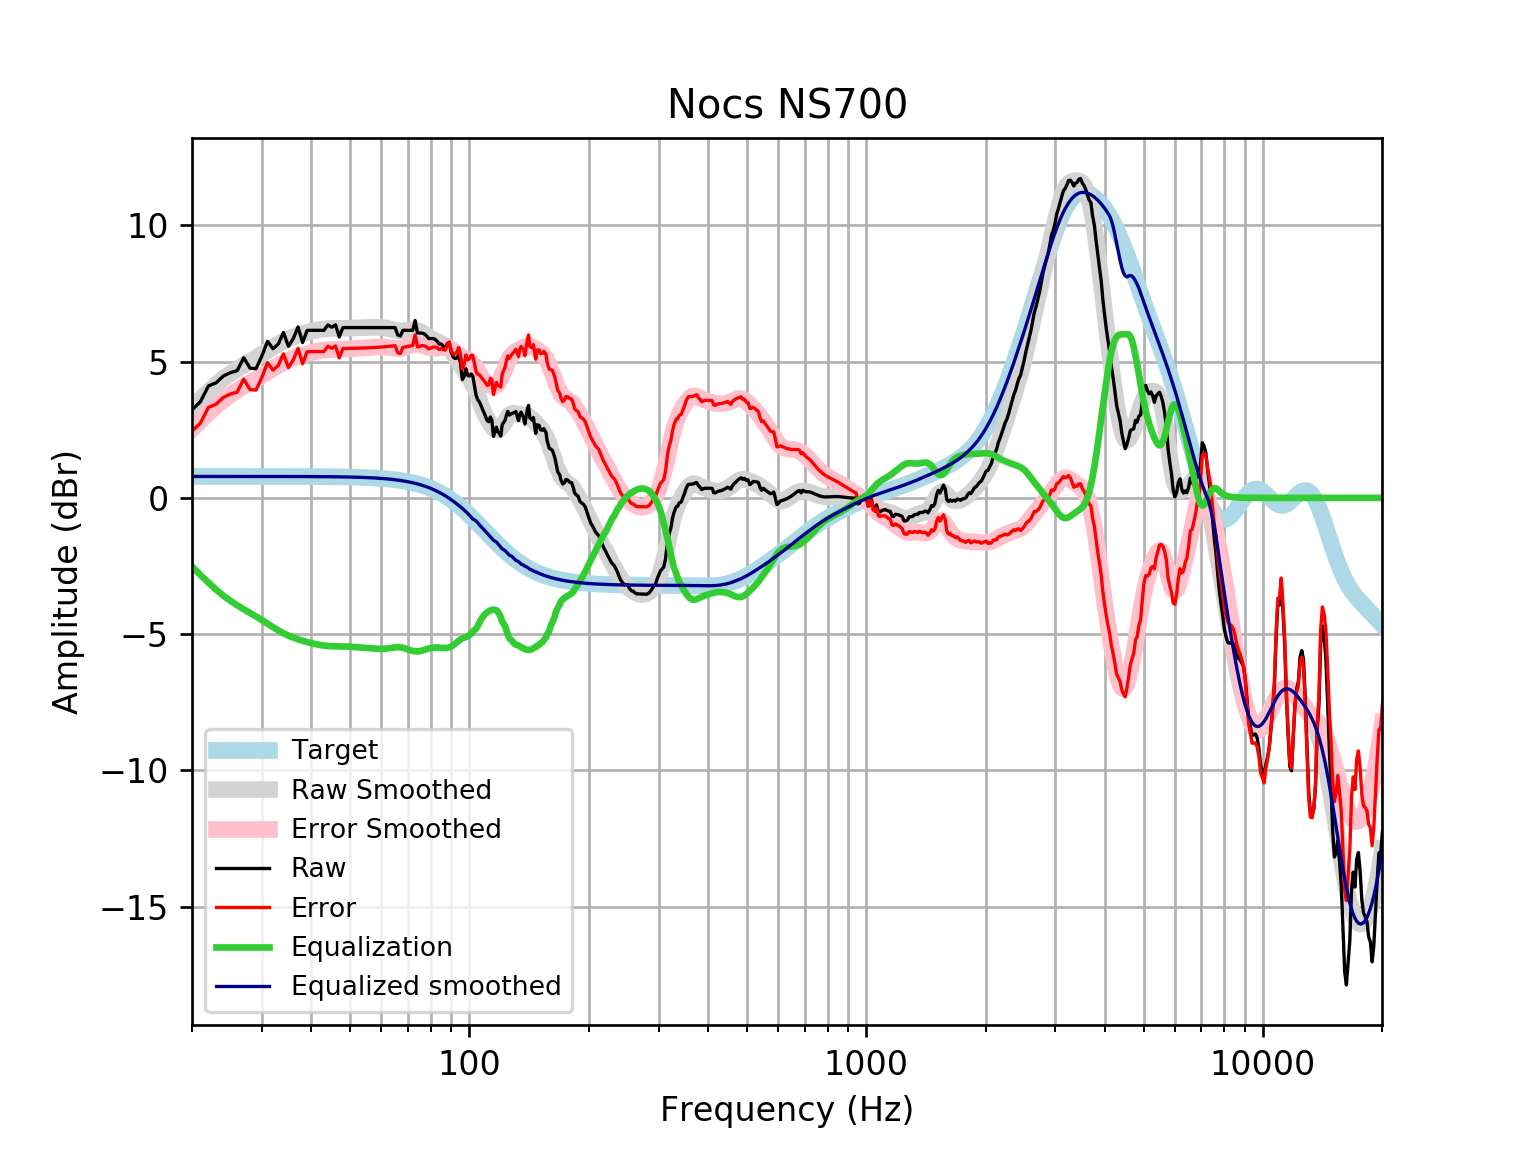 Nocs NS700
Amplitude (dBr)
10
5
0
−5
−10
−15
Target
Raw Smoothed
Error Smoothed
Raw
Error
Equalization
Equalized smoothed
100
1000
10000
Frequency (Hz)